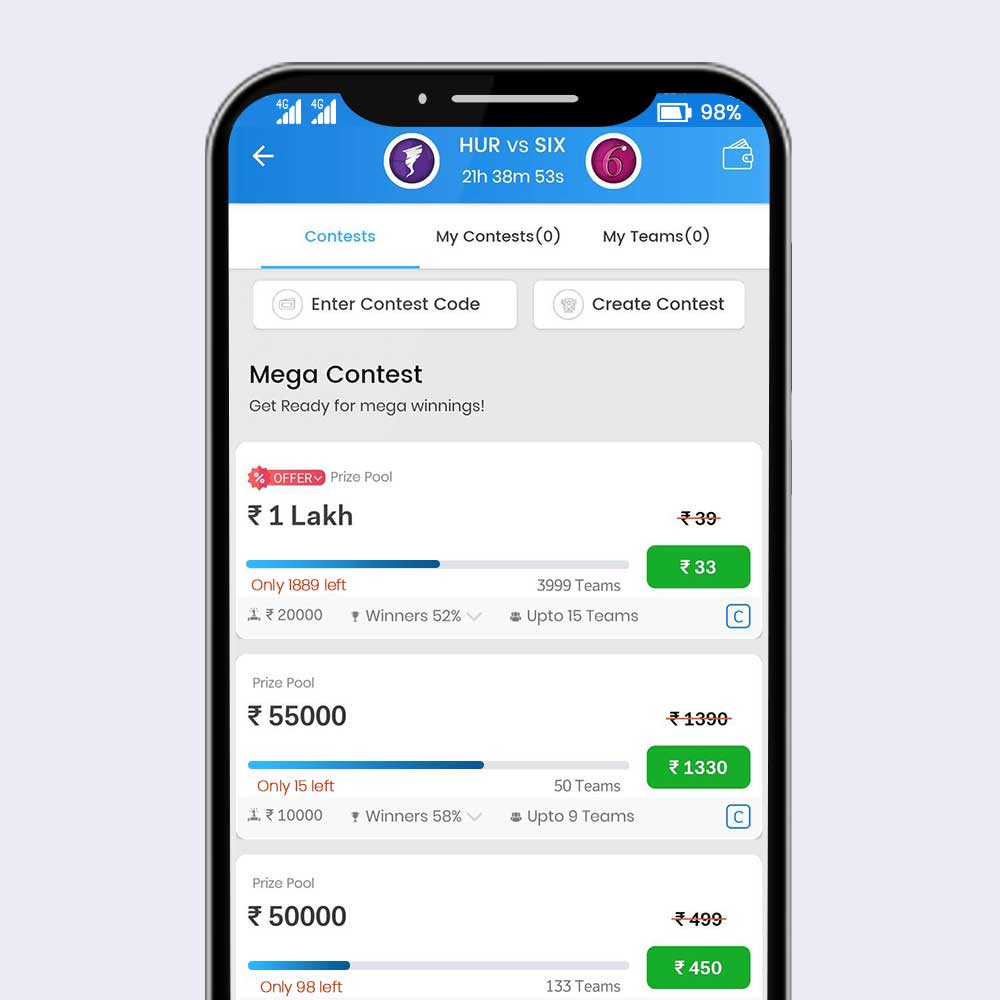 4G 4G 98%
HUR vs SIX
6
21h 38m 53s
Contests My Contests(0) My Teams(0)
Enter Contest Code Create Contest
Mega Contest
Get Ready for mega winnings!
% OFFER Prize Pool
₹ 1 Lakh ₹ 39
₹ 33
Only 1889 left 3999 Teams
1 ₹ 20000 Winners 52% Upto 15 Teams C
Prize Pool
₹ 55000 ₹ 1390
₹ 1330
Only 15 left 50 Teams
1 ₹ 10000 Winners 58% Upto 9 Teams C
Prize Pool
₹ 50000 ₹ 499
₹ 450
Only 98 left 133 Teams